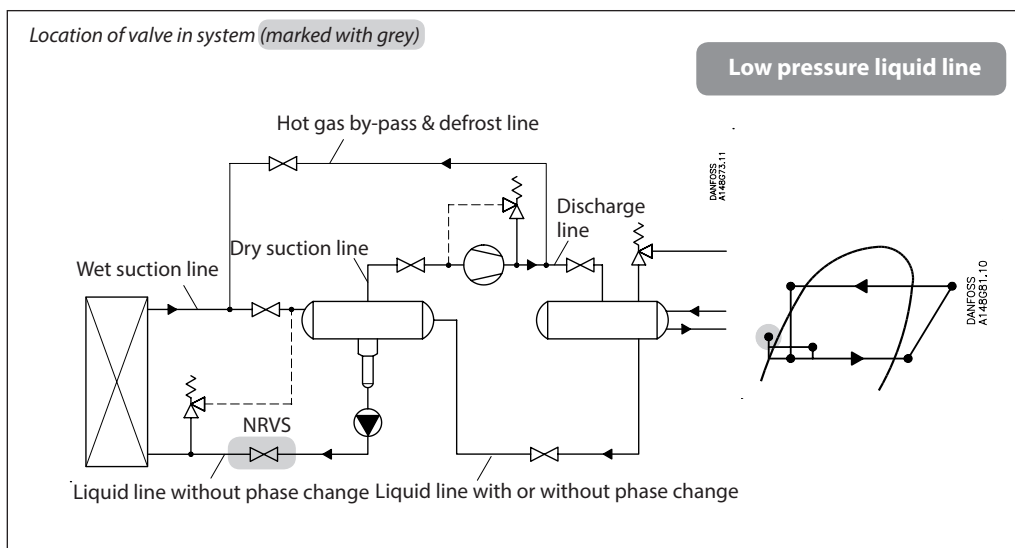 Location of valve in system (marked with grey)
Low pressure liquid line
Hot gas by-pass & defrost line
DANFOSS
A148G73.11
Discharge
line
Dry suction line
Wet suction line
DANFOSS
A148G81.10
NRVS
Liquid line without phase change
Liquid line with or without phase change